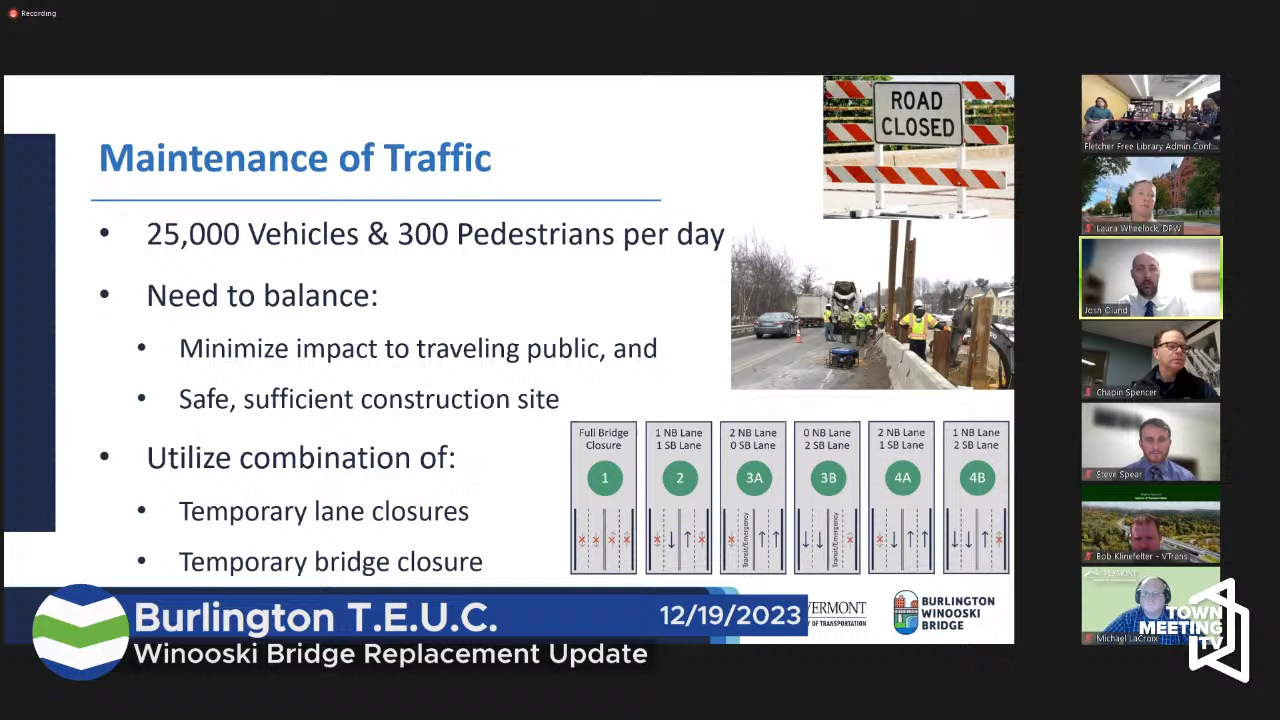 Recording
ROAD
CLOSED
Maintenance of Traffic
• 25,000 Vehicles & 300 Pedestrians per day
• Need to balance:
• Minimize impact to traveling public, and
• Safe, sufficient construction site
• Utilize combination of:
• Temporary lane closures
• Temporary bridge closure
Full Bridge
Closure
1
1 NB Lane
1 SB Lane
2
2 NB Lane
0 SB Lane
3A
Transit/Emergency
0 NB Lane
2 SB Lane
3B
Transit/Emergency
2 NB Lane
1 SB Lane
4A
1 NB Lane
2 SB Lane
4B
Burlington T.E.U.C.
12/19/2023
Winooski Bridge Replacement Update
VERMONT
Y OF TRANSPORTATION
BURLINGTON
WINOOSKI
BRIDGE
Fletcher Free Library Admin Conf...
Laura Wheelock, DPW
Josh Olund
Chapin Spencer
Steve Spear
Bob Klinefelter - VTrans
VERMONT
Michael LaCroix
TOWN
MEETING
TV